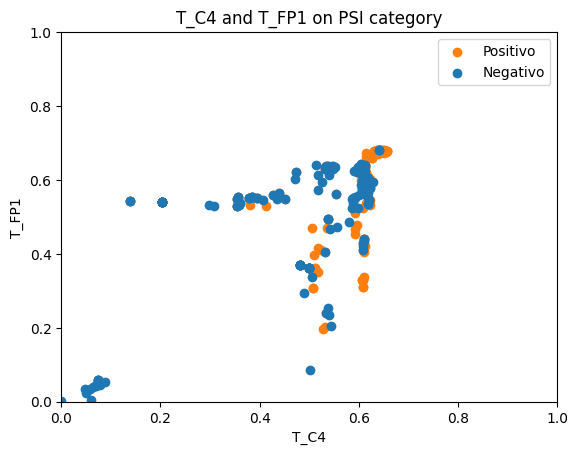 T_C4 and T_FP1 on PSI category
Positivo
Negativo
1.0
0.8
0.6
0.4
0.2
0.0
T_FP1
0.0 0.2 0.4 0.6 0.8 1.0
T_C4